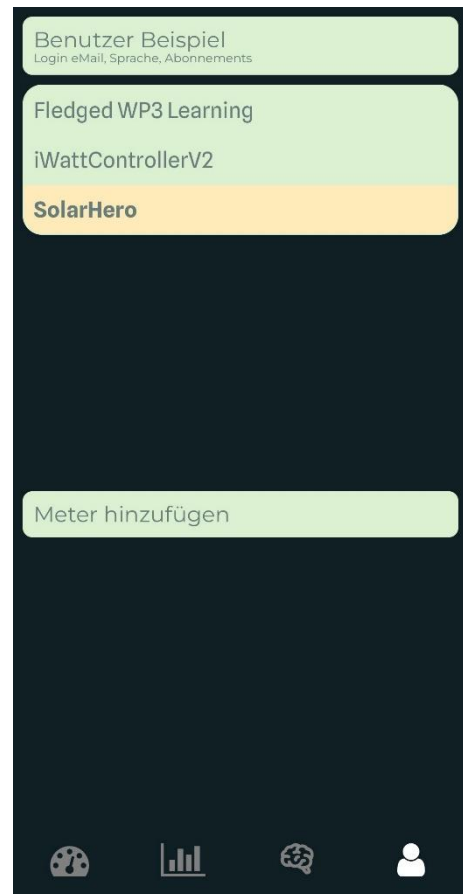 Benutzer Beispiel
Login eMail, Sprache, Abonnements
Fledged WP3 Learning
iWattControllerV2
SolarHero
Meter hinzufügen